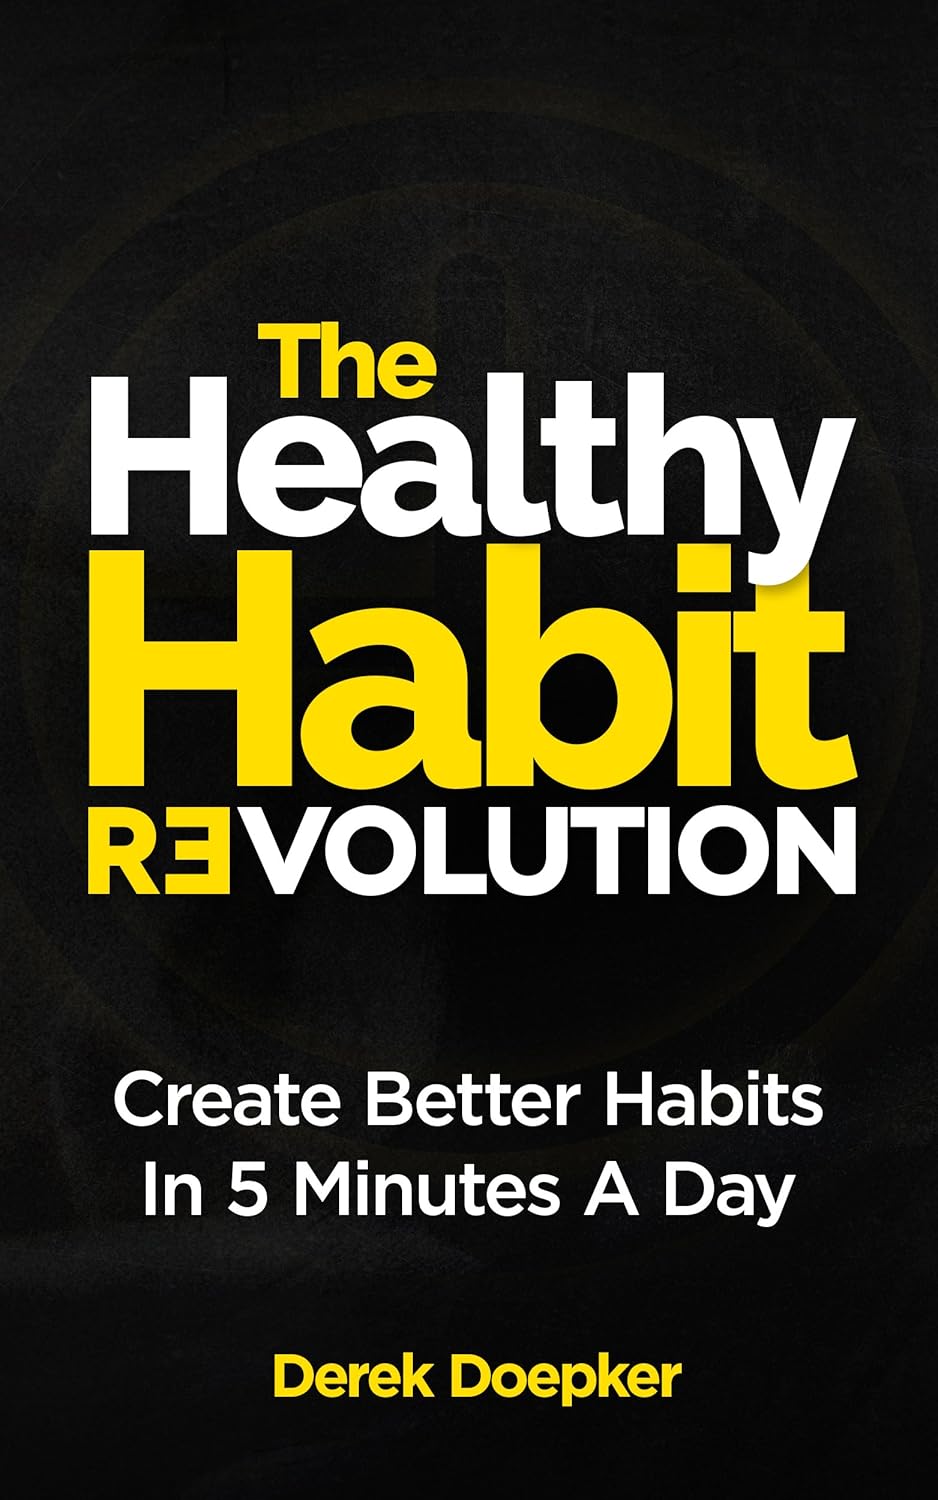 The
Healthy
Habit
REVOLUTION
Create Better Habits
In 5 Minutes A Day
Derek Doepker